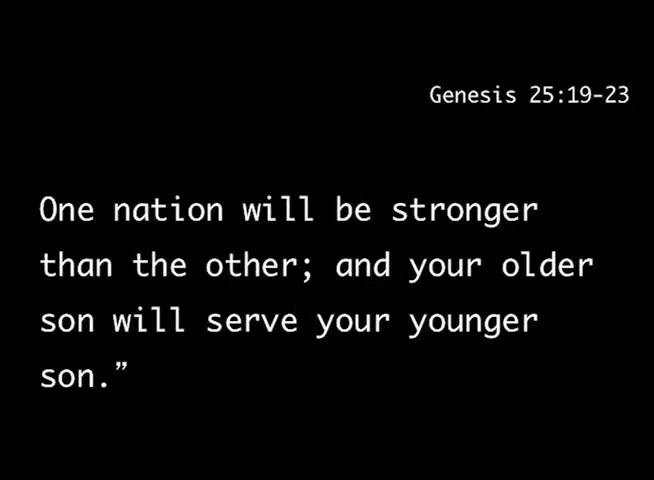 Genesis 25:19-23
One nation will be stronger
than the other; and your older
son will serve your younger
son.”